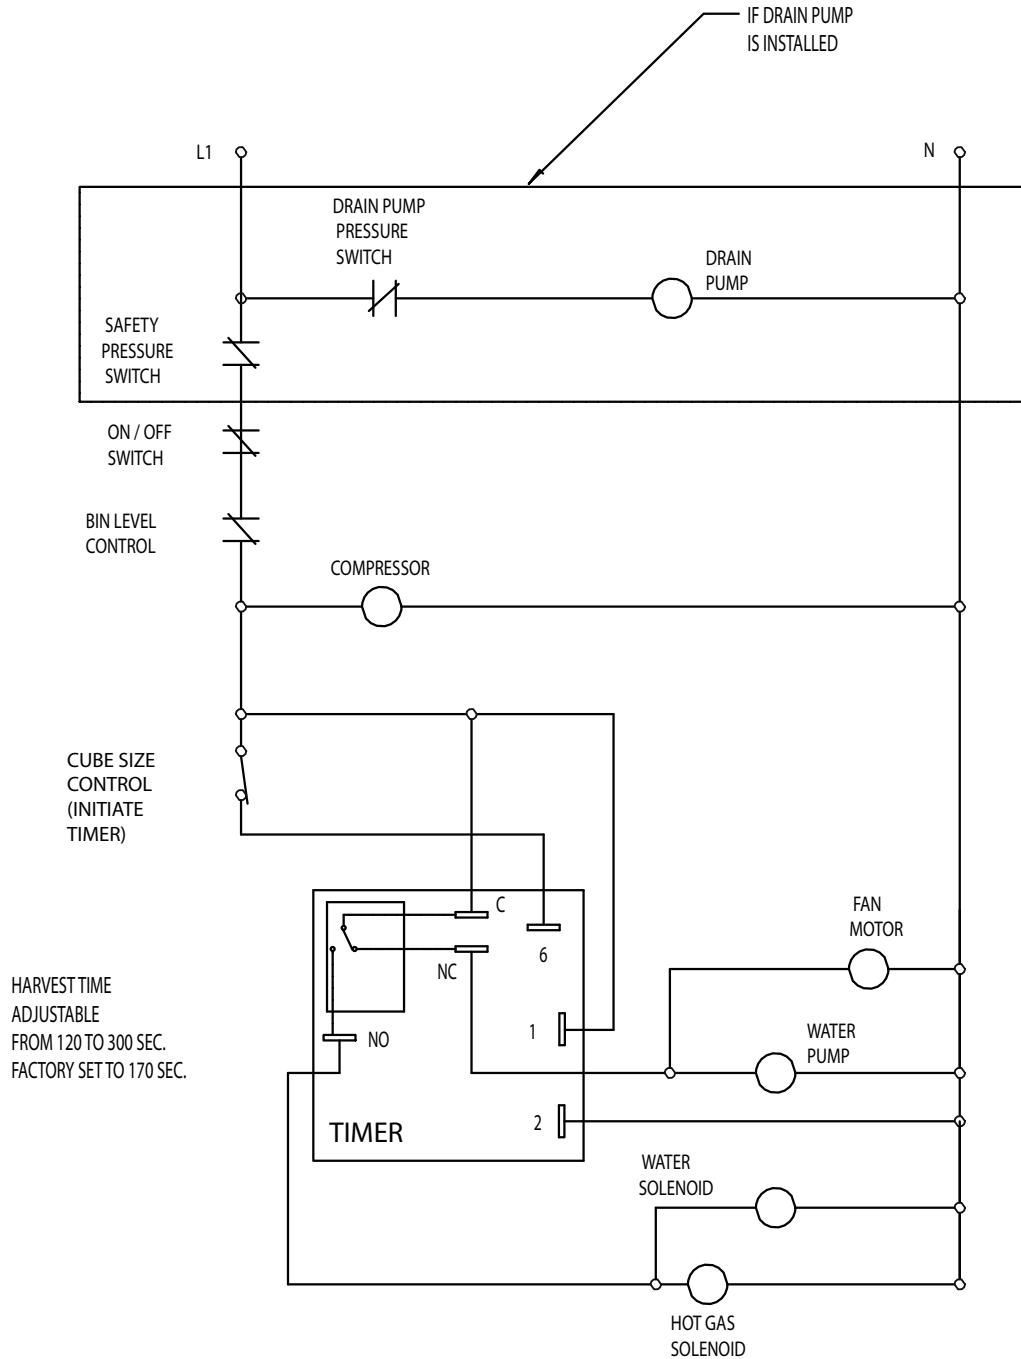 IF DRAIN PUMP
IS INSTALLED
L1
N
DRAIN PUMP
PRESSURE
SWITCH
DRAIN
PUMP
SAFETY
PRESSURE
SWITCH
ON / OFF
SWITCH
BIN LEVEL
CONTROL
COMPRESSOR
CUBE SIZE
CONTROL
(INITIATE
TIMER)
C
6
NC
NO
1
2
TIMER
FAN
MOTOR
HARVEST TIME
ADJUSTABLE
FROM 120 TO 300 SEC.
FACTORY SET TO 170 SEC.
WATER
PUMP
WATER
SOLENOID
HOT GAS
SOLENOID